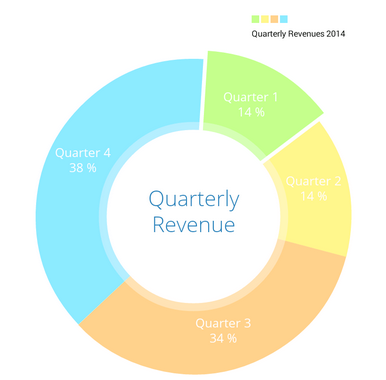 Quarterly Revenues 2014
Quarter 1
14 %
Quarter 4
38 %
Quarter 2
14 %
Quarterly
Revenue
Quarter 3
34 %